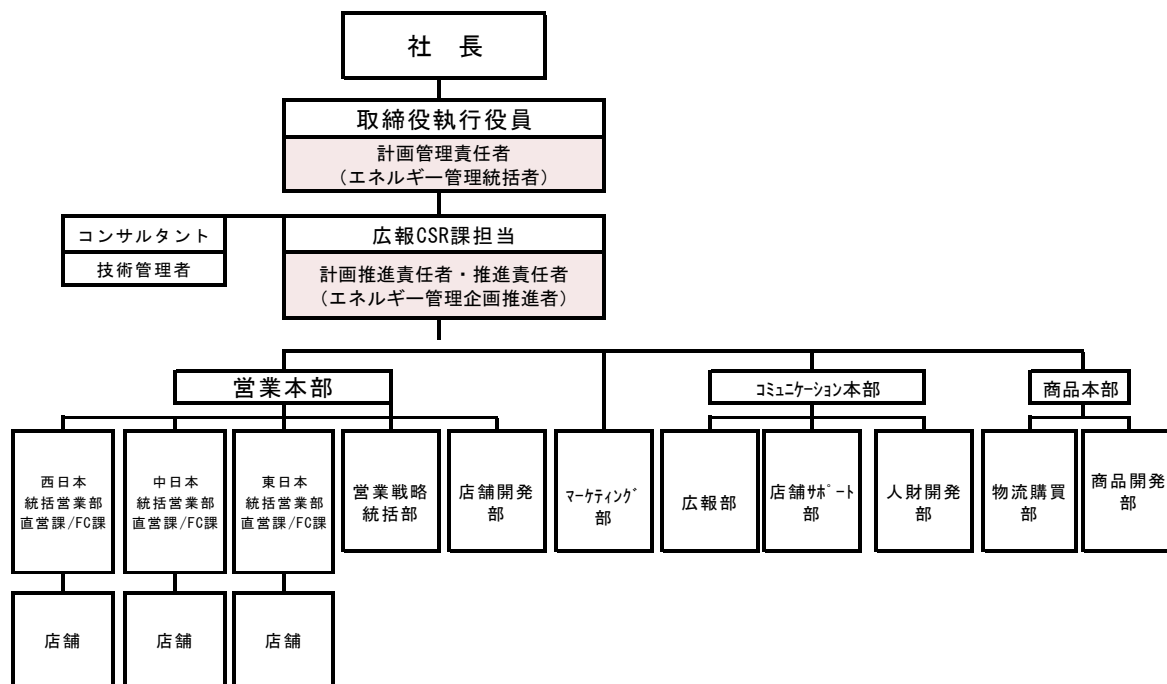 社　長
取締役執行役員
計画管理責任者
（エネルギー管理統括者）
コンサルタント
技術管理者
広報CSR課担当
計画推進責任者・推進責任者
（エネルギー管理企画推進者）
営業本部
ｺﾐｭﾆｹｰｼｮﾝ本部
商品本部
西日本
統括営業部
直営課/FC課
中日本
統括営業部
直営課/FC課
東日本
統括営業部
直営課/FC課
営業戦略
統括部
店舗開発
部
ﾏｰｹﾃｨﾝｸﾞ
部
広報部
店舗ｻﾎﾟｰﾄ
部
人財開発
部
物流購買
部
商品開発
部
店舗
店舗
店舗